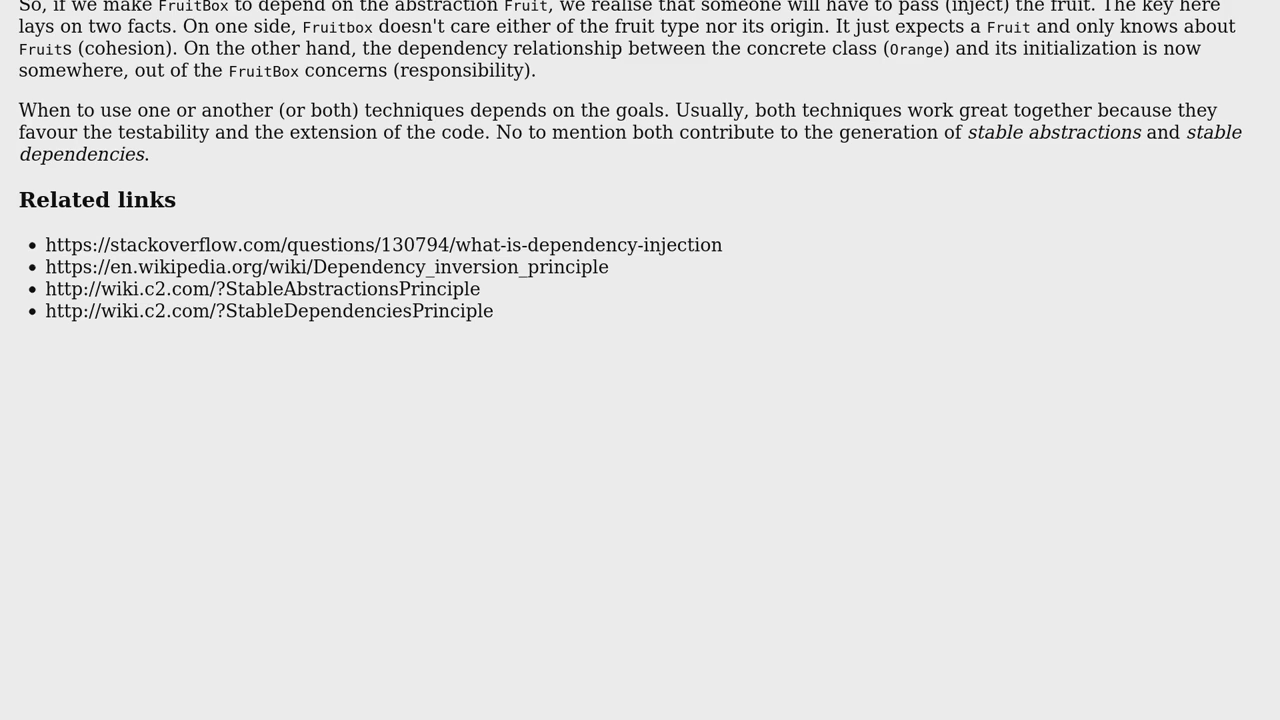 So, if we make FruitBox to depend on the abstraction Fruit, we realise that someone will have to pass (inject) the fruit. The key here
lays on two facts. On one side, Fruitbox doesn't care either of the fruit type nor its origin. It just expects a Fruit and only knows about
Fruits (cohesion). On the other hand, the dependency relationship between the concrete class (Orange) and its initialization is now
somewhere, out of the FruitBox concerns (responsibility).
When to use one or another (or both) techniques depends on the goals. Usually, both techniques work great together because they
favour the testability and the extension of the code. No to mention both contribute to the generation of stable abstractions and stable
dependencies.
Related links
• https://stackoverflow.com/questions/130794/what-is-dependency-injection
• https://en.wikipedia.org/wiki/Dependency_inversion_principle
• http://wiki.c2.com/?StableAbstractionsPrinciple
• http://wiki.c2.com/?StableDependenciesPrinciple